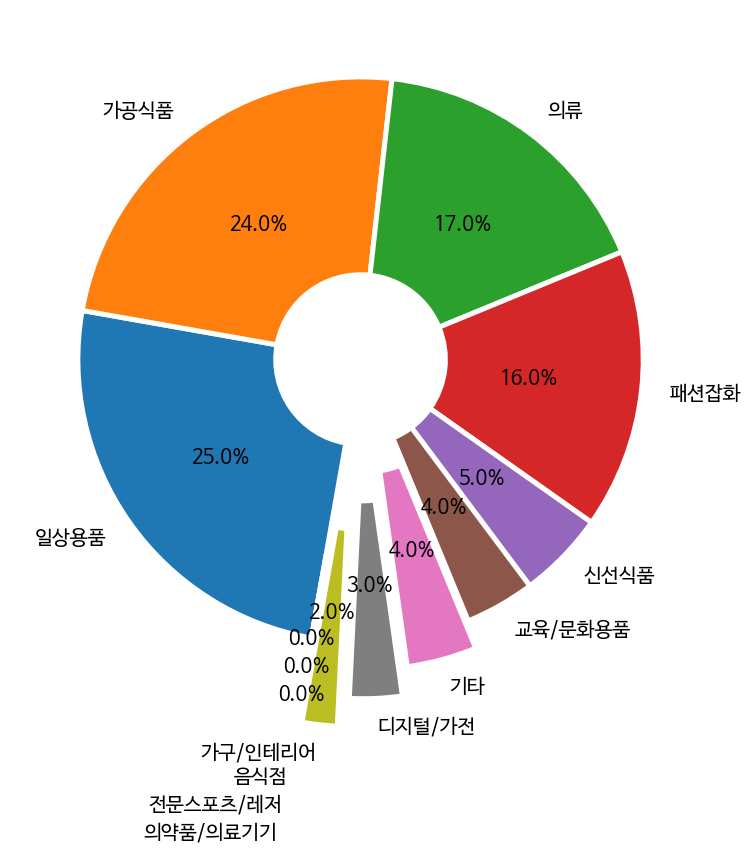 가공식품
의류
24.0%
17.0%
16.0%
패션잡화
25.0%
5.0%
4.0%
일상용품
4.0%
신선식품
3.0%
2.0%
교육/문화용품
0.0%
0.0%
기타
0.0%
디지털/가전
가구/인테리어
음식점
전문스포츠/레저
의약품/의료기기